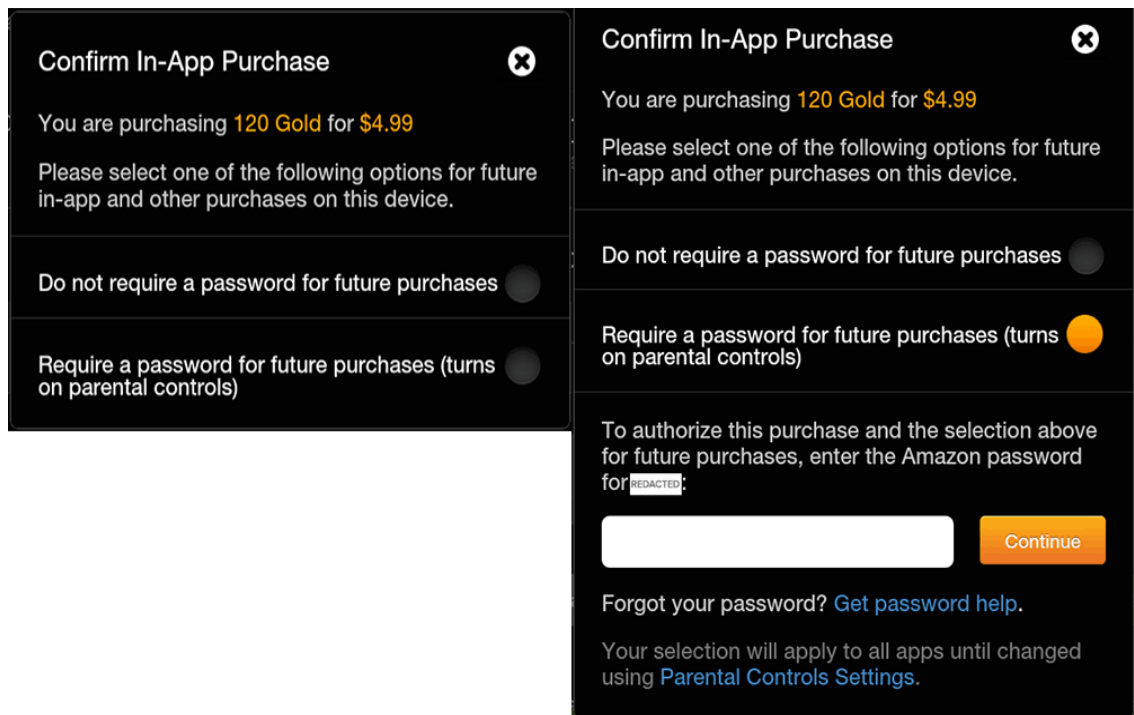 Confirm In-App Purchase
You are purchasing 120 Gold for $4.99
Please select one of the following options for future
in-app and other purchases on this device.
Do not require a password for future purchases
Require a password for future purchases (turns
on parental controls)
Confirm In-App Purchase
You are purchasing 120 Gold for $4.99
Please select one of the following options for future
in-app and other purchases on this device.
Do not require a password for future purchases
Require a password for future purchases (turns
on parental controls)
To authorize this purchase and the selection above
for future purchases, enter the Amazon password
for REDACTED:
Continue
Forgot your password? Get password help.
Your selection will apply to all apps until changed
using Parental Controls Settings.